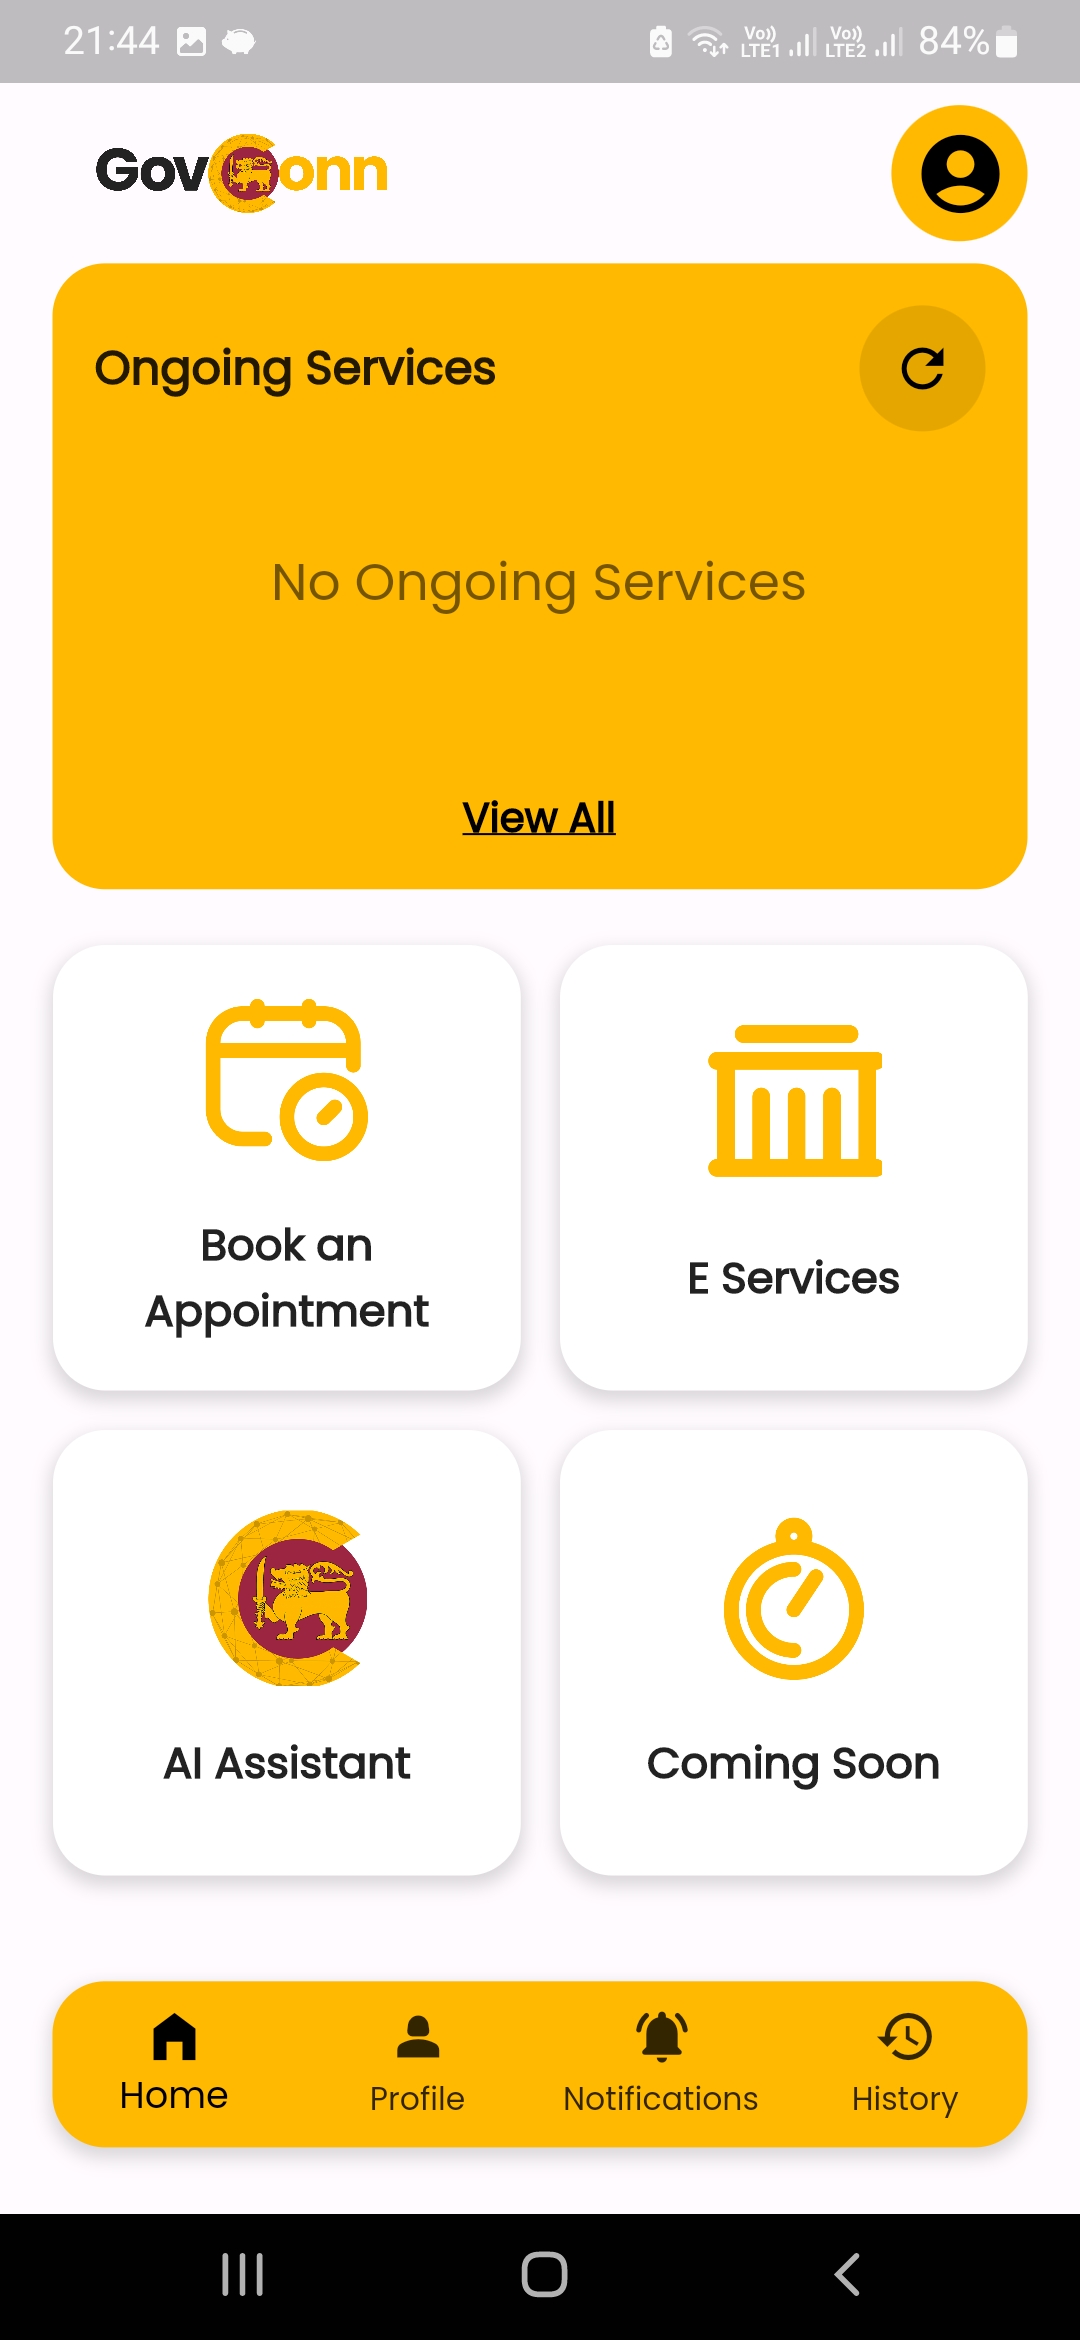 21:44
Vo)) LTE1 Vo)) LTE2 84%
GovConn
Ongoing Services
No Ongoing Services
View All
Book an
Appointment
E Services
AI Assistant
Coming Soon
Home
Profile
Notifications
History